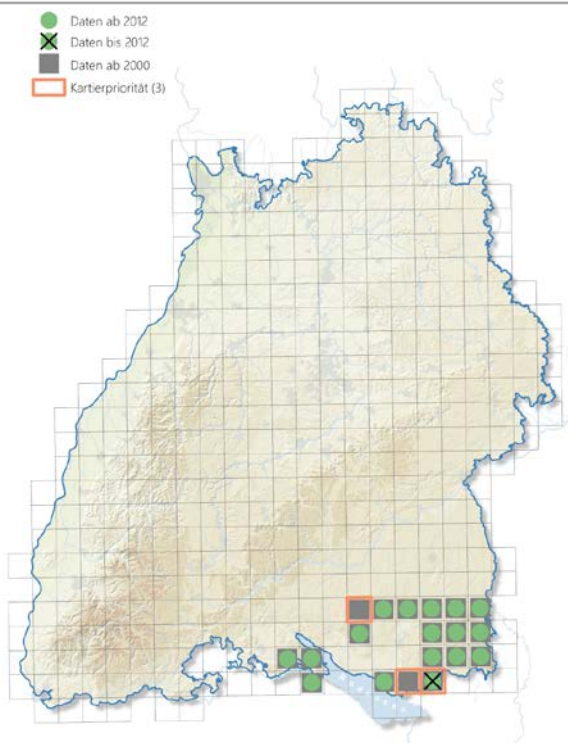 Daten ab 2012
Daten bis 2012
Daten ab 2000
Kartierpriorität (3)